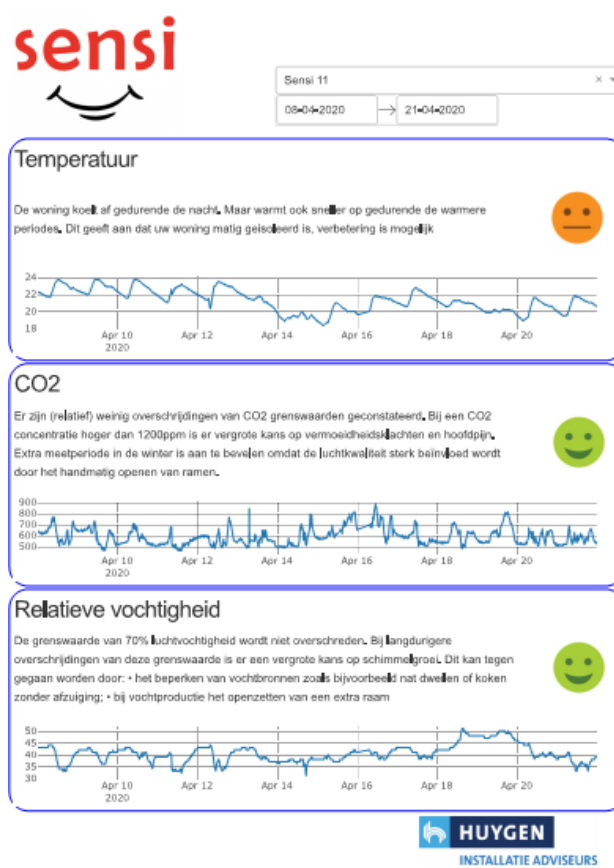 sensi
Sensi 11
08-04-2020 → 21-04-2020
Temperatuur
De woning koelt af gedurende de nacht. Maar warmt ook sneller op gedurende de warmere
periodes. Dit geeft aan dat uw woning matig geisoleerd is, verbetering is mogelijk
24
22
20
18
Apr 10 Apr 12 Apr 14 Apr 16 Apr 18 Apr 20
2020
CO2
Er zijn (relatief) weinig overschrijdingen van CO2 grenswaarden geconstateerd. Bij een CO2
concentratie hoger dan 1200ppm is er vergrote kans op vermoeidheidsklachten en hoofdpijn.
Extra meetperiode in de winter is aan te bevelen omdat de luchtkwaliteit sterk beïnvloed wordt
door het handmatig openen van ramen.
900
800
700
600
500
Apr 10 Apr 12 Apr 14 Apr 16 Apr 18 Apr 20
2020
Relatieve vochtigheid
De grenswaarde van 70% luchtvochtigheid wordt niet overschreden. Bij langdurige
overschrijdingen van deze grenswaarde is er een vergrote kans op schimmelgroei. Dit kan tegen
gegaan worden door: • het beperken van vochtbronnen zoals bijvoorbeeld nat dweilen of koken
zonder afzuiging; • bij vochtproductie het openzetten van een extra raam
50
45
40
35
30
Apr 10 Apr 12 Apr 14 Apr 16 Apr 18 Apr 20
2020
HUYGEN
INSTALLATIE ADVISEURS